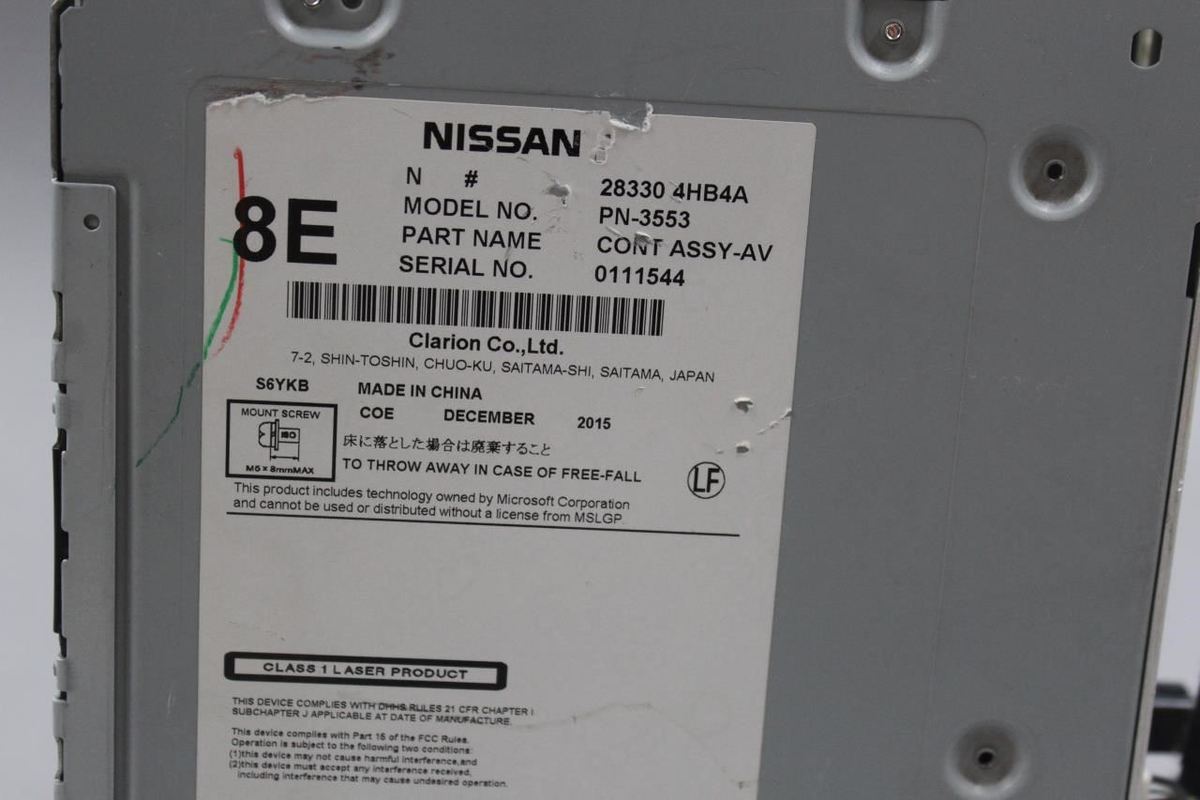 NISSAN
N # 28330 4HB4A
8E
MODEL NO. PN-3553
PART NAME CONT ASSY-AV
SERIAL NO. 0111544
Clarion Co.,Ltd.
7-2, SHIN-TOSHIN, CHUO-KU, SAITAMA-SHI, SAITAMA, JAPAN
S6YKB MADE IN CHINA
COE DECEMBER 2015
MOUNT SCREW
ISO
M5×8mmMAX
床に落とした場合は廃棄すること
TO THROW AWAY IN CASE OF FREE-FALL
LF
This product includes technology owned by Microsoft Corporation
and cannot be used or distributed without a license from MSLGP
CLASS 1 LASER PRODUCT
THIS DEVICE COMPLIES WITH DHHS RULES 21 CFR CHAPTER I
SUBCHAPTER J APPLICABLE AT DATE OF MANUFACTURE.
This device complies with Part 15 of the FCC Rules.
Operation is subject to the following two conditions:
(1)this device may not cause harmful interference,and
(2)this device must accept any interference received,
including interference that may cause undesired operation.